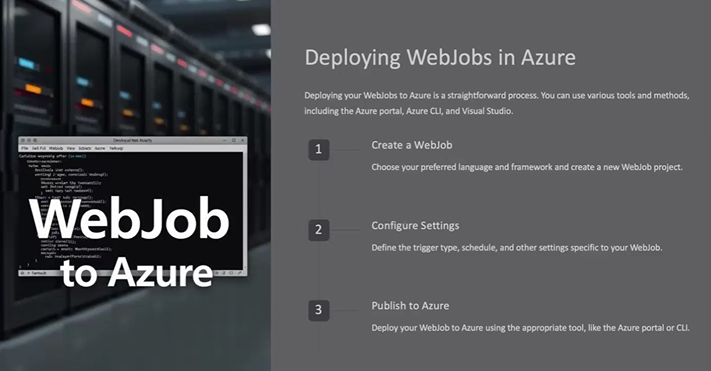 WebJob
to Azure
Deploying WebJobs in Azure
Deploying your WebJobs to Azure is a straightforward process. You can use various tools and methods,
including the Azure portal, Azure CLI, and Visual Studio.
1
Create a WebJob
Choose your preferred language and framework and create a new WebJob project.
2
Configure Settings
Define the trigger type, schedule, and other settings specific to your WebJob.
3
Publish to Azure
Deploy your WebJob to Azure using the appropriate tool, like the Azure portal or CLI.